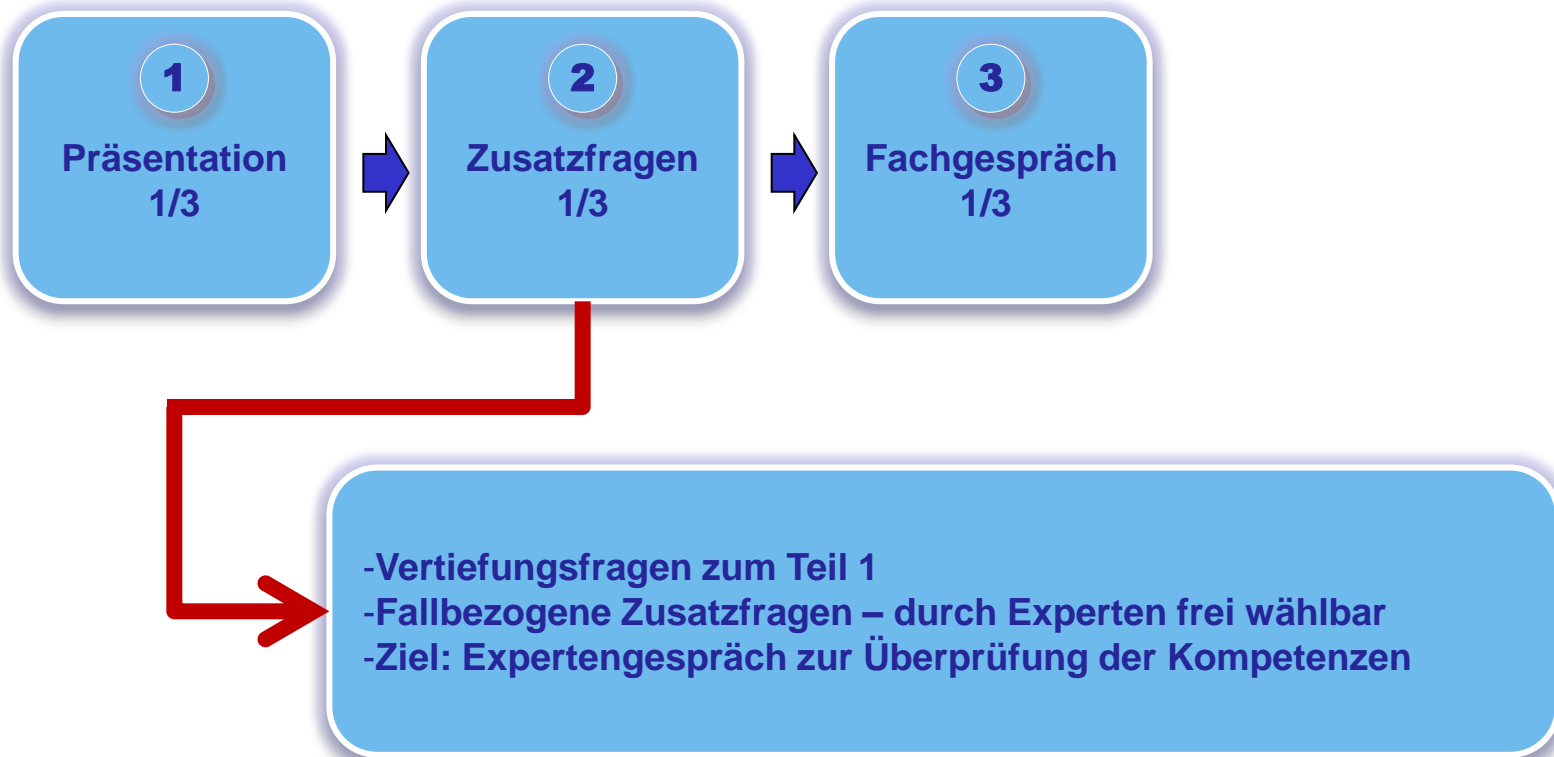 1
Präsentation
1/3
2
Zusatzfragen
1/3
3
Fachgespräch
1/3
-Vertiefungsfragen zum Teil 1
-Fallbezogene Zusatzfragen – durch Experten frei wählbar
-Ziel: Expertengespräch zur Überprüfung der Kompetenzen